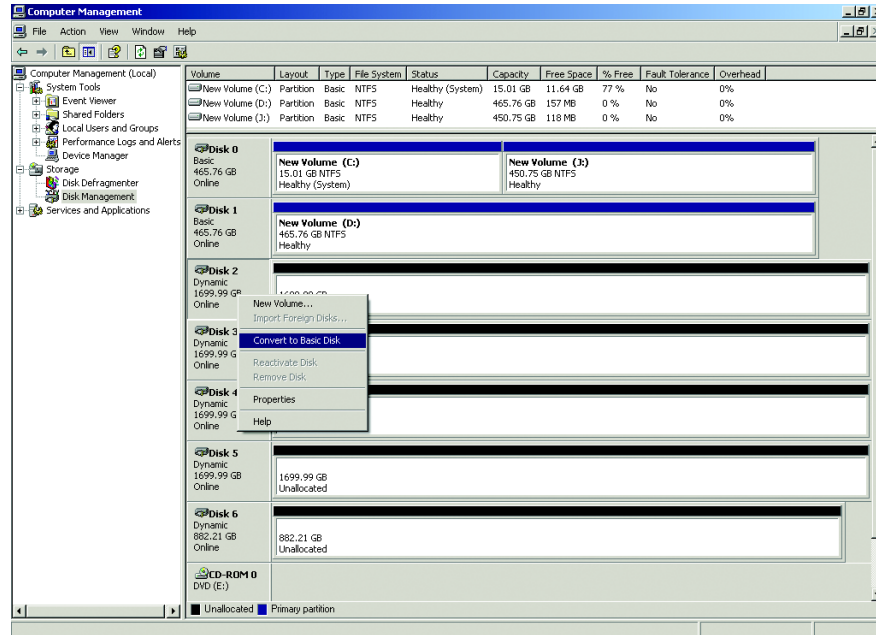 Computer Management
File Action View Window Help
Computer Management (Local)
System Tools
Event Viewer
Shared Folders
Local Users and Groups
Performance Logs and Alerts
Device Manager
Storage
Disk Defragmenter
Disk Management
Services and Applications
Volume Layout Type File System Status Capacity Free Space % Free Fault Tolerance Overhead
New Volume (C:) Partition Basic NTFS Healthy (System) 15.01 GB 11.64 GB 77 % No 0%
New Volume (D:) Partition Basic NTFS Healthy 465.76 GB 157 MB 0 % No 0%
New Volume (J:) Partition Basic NTFS Healthy 450.75 GB 118 MB 0 % No 0%
Disk 0
Basic
465.76 GB
Online
New Volume (C:)
15.01 GB NTFS
Healthy (System)
New Volume (J:)
450.75 GB NTFS
Healthy
Disk 1
Basic
465.76 GB
Online
New Volume (D:)
465.76 GB NTFS
Healthy
Disk 2
Dynamic
1699.99 GB
Online
1699.99 GB
New Volume...
Import Foreign Disks...
Convert to Basic Disk
Reactivate Disk
Remove Disk
Properties
Help
Disk 3
Dynamic
1699.99 G
Online
Disk 4
Dynamic
1699.99 G
Online
Disk 5
Dynamic
1699.99 GB
Online
1699.99 GB
Unallocated
Disk 6
Dynamic
882.21 GB
Online
882.21 GB
Unallocated
CD-ROM 0
DVD (E:)
Unallocated Primary partition